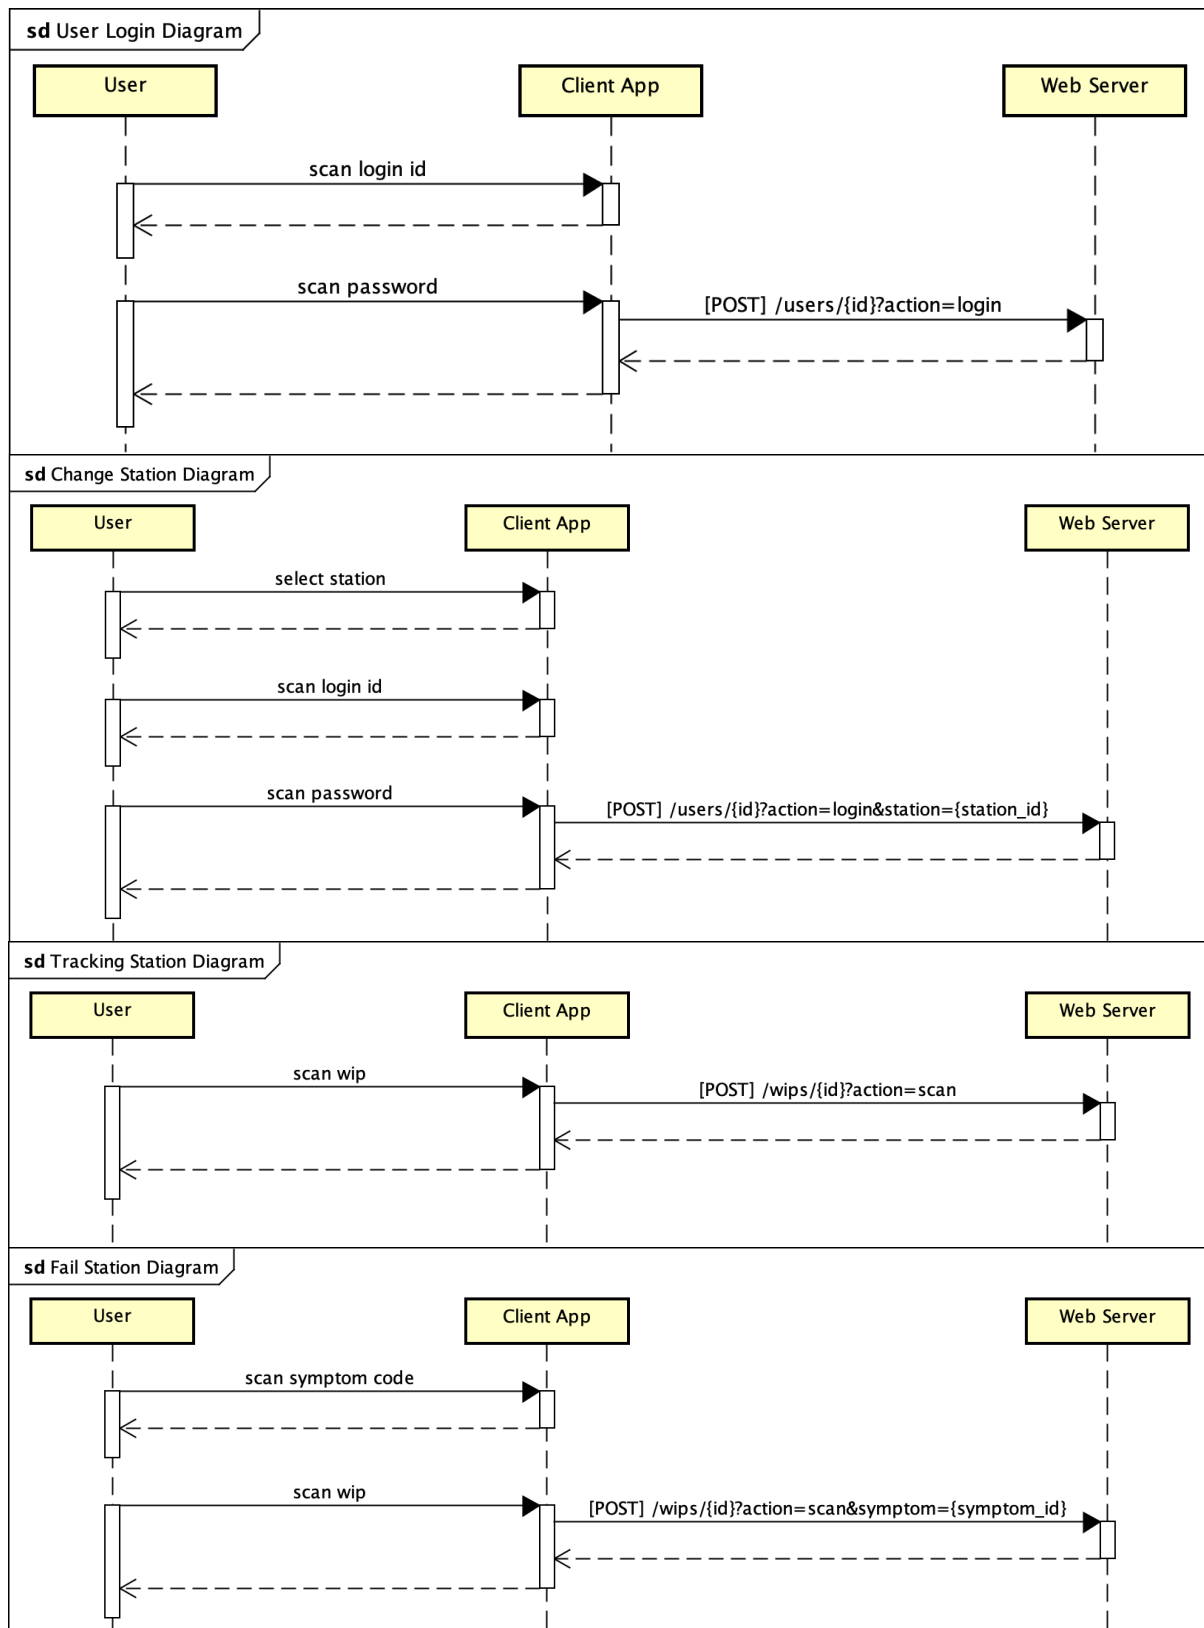 sd User Login Diagram
User
Client App
Web Server
scan login id
scan password
[POST] /users/{id}?action=login
sd Change Station Diagram
User
Client App
Web Server
select station
scan login id
scan password
[POST] /users/{id}?action=login&station={station_id}
sd Tracking Station Diagram
User
Client App
Web Server
scan wip
[POST] /wips/{id}?action=scan
sd Fail Station Diagram
User
Client App
Web Server
scan symptom code
scan wip
[POST] /wips/{id}?action=scan&symptom={symptom_id}